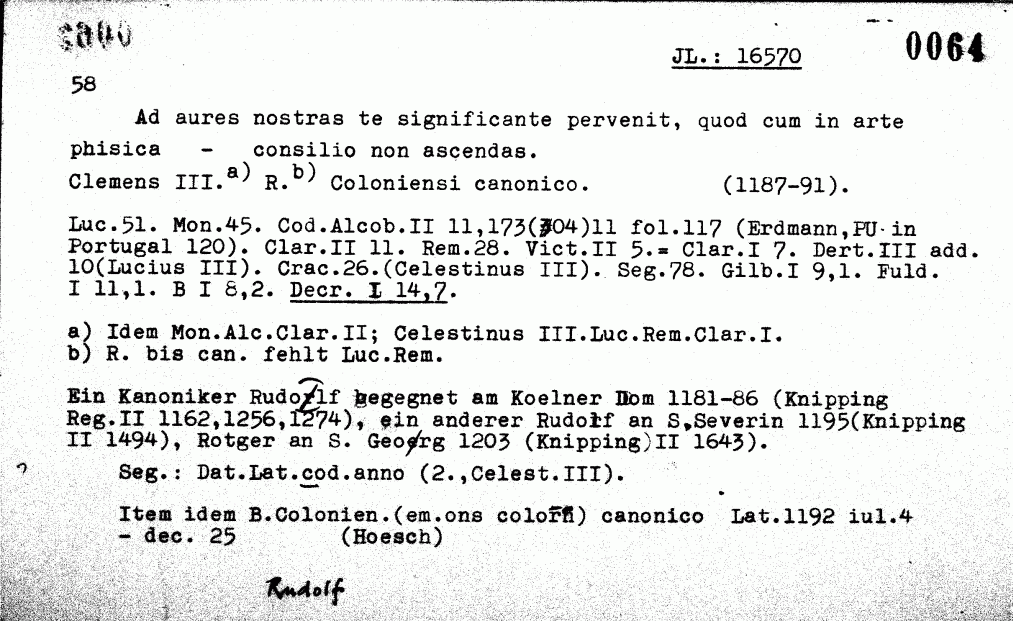 0064
JL.: 16570
58
Ad aures nostras te significante pervenit, quod cum in arte
phisica - consilio non ascendas.
Clemens III.a) R.b) Coloniensi canonico. (1187-91).
Luc.51. Mon.45. Cod.Alcob.II 11,173(304)11 fol.117 (Erdmann,PU in
Portugal 120). Clar.II 11. Rem.28. Vict.II 5.= Clar.I 7. Dert.III add.
10(Lucius III). Crac.26.(Celestinus III). Seg.78. Gilb.I 9,1. Fuld.
I 11,1. B I 8,2. Decr. I 14,7.
a) Idem Mon.Alc.Clar.II; Celestinus III.Luc.Rem.Clar.I.
b) R. bis can. fehlt Luc.Rem.
Ein Kanoniker Rudolf begegnet am Koelner Dom 1181-86 (Knipping
Reg.II 1162,1256,1274), ein anderer Rudolf an S.Severin 1195(Knipping
II 1494), Rotger an S. Georg 1203 (Knipping)II 1643).
?
Seg.: Dat.Lat.cod.anno (2.,Celest.III).
Item idem B.Colonien.(em.ons) canonico Lat.1192 iul.4
- dec. 25 (Hoesch)
Rudolf